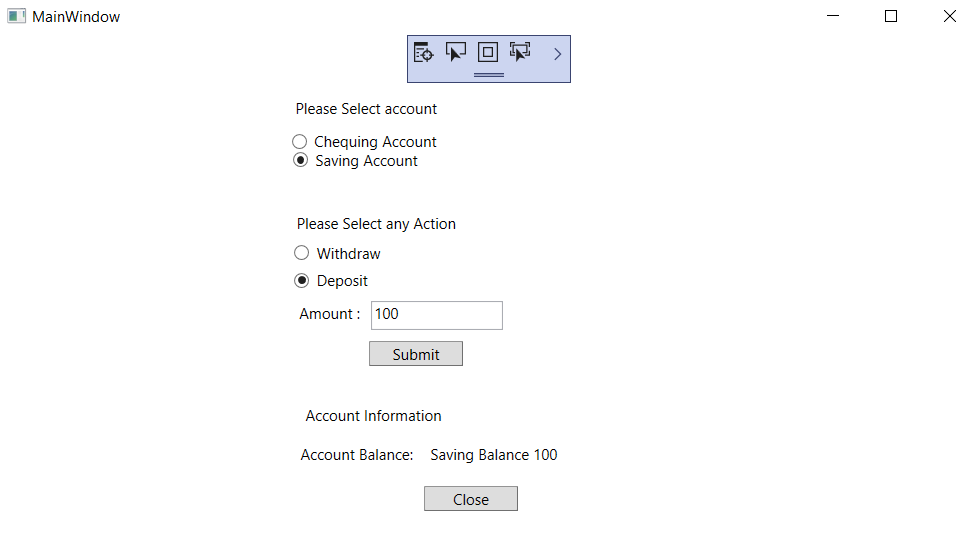 MainWindow
Please Select account
Chequing Account
Saving Account
Please Select any Action
Withdraw
Deposit
Amount : 100
Submit
Account Information
Account Balance: Saving Balance 100
Close